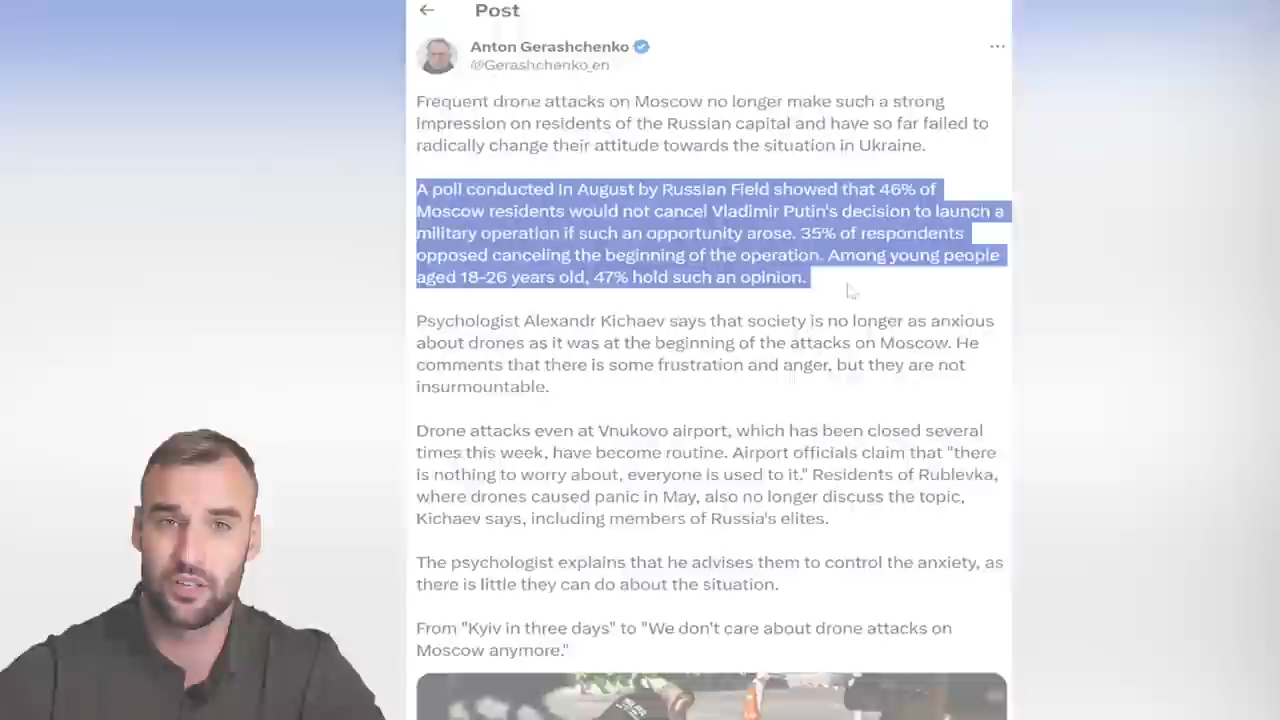 Post
Anton Gerashchenko
@Gerashchenko_en
Frequent drone attacks on Moscow no longer make such a strong
impression on residents of the Russian capital and have so far failed to
radically change their attitude towards the situation in Ukraine.
A poll conducted in August by Russian Field showed that 46% of
Moscow residents would not cancel Vladimir Putin's decision to launch a
military operation if such an opportunity arose. 35% of respondents
opposed canceling the beginning of the operation. Among young people
aged 18-26 years old, 47% hold such an opinion.
Psychologist Alexandr Kichaev says that society is no longer as anxious
about drones as it was at the beginning of the attacks on Moscow. He
comments that there is some frustration and anger, but they are not
insurmountable.
Drone attacks even at Vnukovo airport, which has been closed several
times this week, have become routine. Airport officials claim that "there
is nothing to worry about, everyone is used to it." Residents of Rublevka,
where drones caused panic in May, also no longer discuss the topic,
Kichaev says, including members of Russia's elites.
The psychologist explains that he advises them to control the anxiety, as
there is little they can do about the situation.
From "Kyiv in three days" to "We don't care about drone attacks on
Moscow anymore."